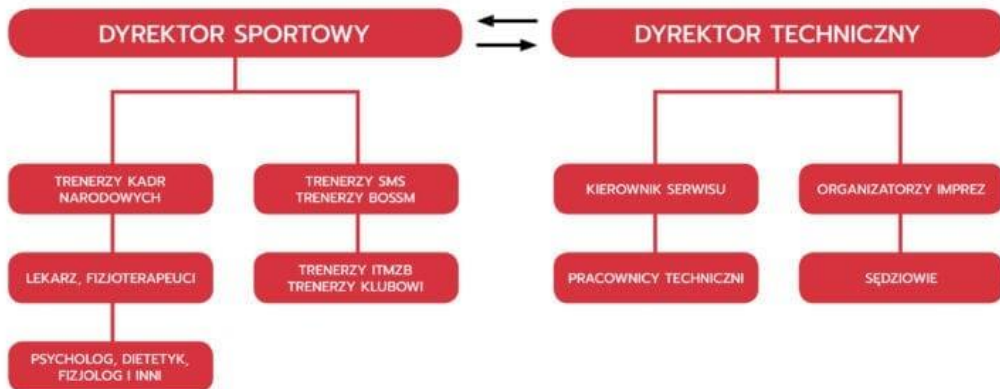 DYREKTOR SPORTOWY
DYREKTOR TECHNICZNY
TRENERZY KADR
NARODOWYCH
TRENERZY SMS
TRENERZY BOSSM
KIEROWNIK SERWISU
ORGANIZATORZY IMPREZ
LEKARZ, FIZJOTERAPEUCI
TRENERZY ITMZB
TRENERZY KLUBOWI
PRACOWNICY TECHNICZNI
SĘDZIOWIE
PSYCHOLOG, DIETETYK,
FIZJOLOG I INNI